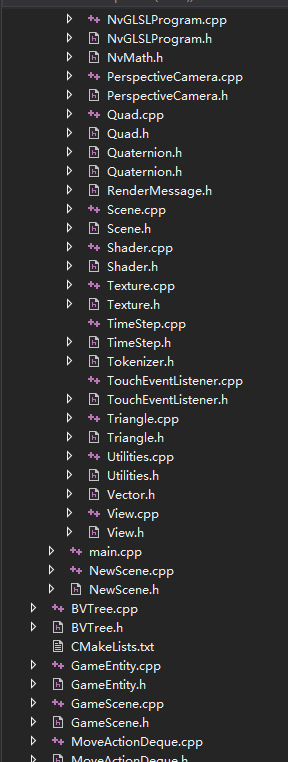 NvGLSLProgram.cpp
NvGLSLProgram.h
NvMath.h
PerspectiveCamera.cpp
PerspectiveCamera.h
Quad.cpp
Quad.h
Quaternion.h
Quaternion.h
RenderMessage.h
Scene.cpp
Scene.h
Shader.cpp
Shader.h
Texture.cpp
Texture.h
TimeStep.cpp
TimeStep.h
Tokenizer.h
TouchEventListener.cpp
TouchEventListener.h
Triangle.cpp
Triangle.h
Utilities.cpp
Utilities.h
Vector.h
View.cpp
View.h
main.cpp
NewScene.cpp
NewScene.h
BVTree.cpp
BVTree.h
CMakeLists.txt
GameEntity.cpp
GameEntity.h
GameScene.cpp
GameScene.h
MoveActionDeque.cpp
MoveActionDeque.h